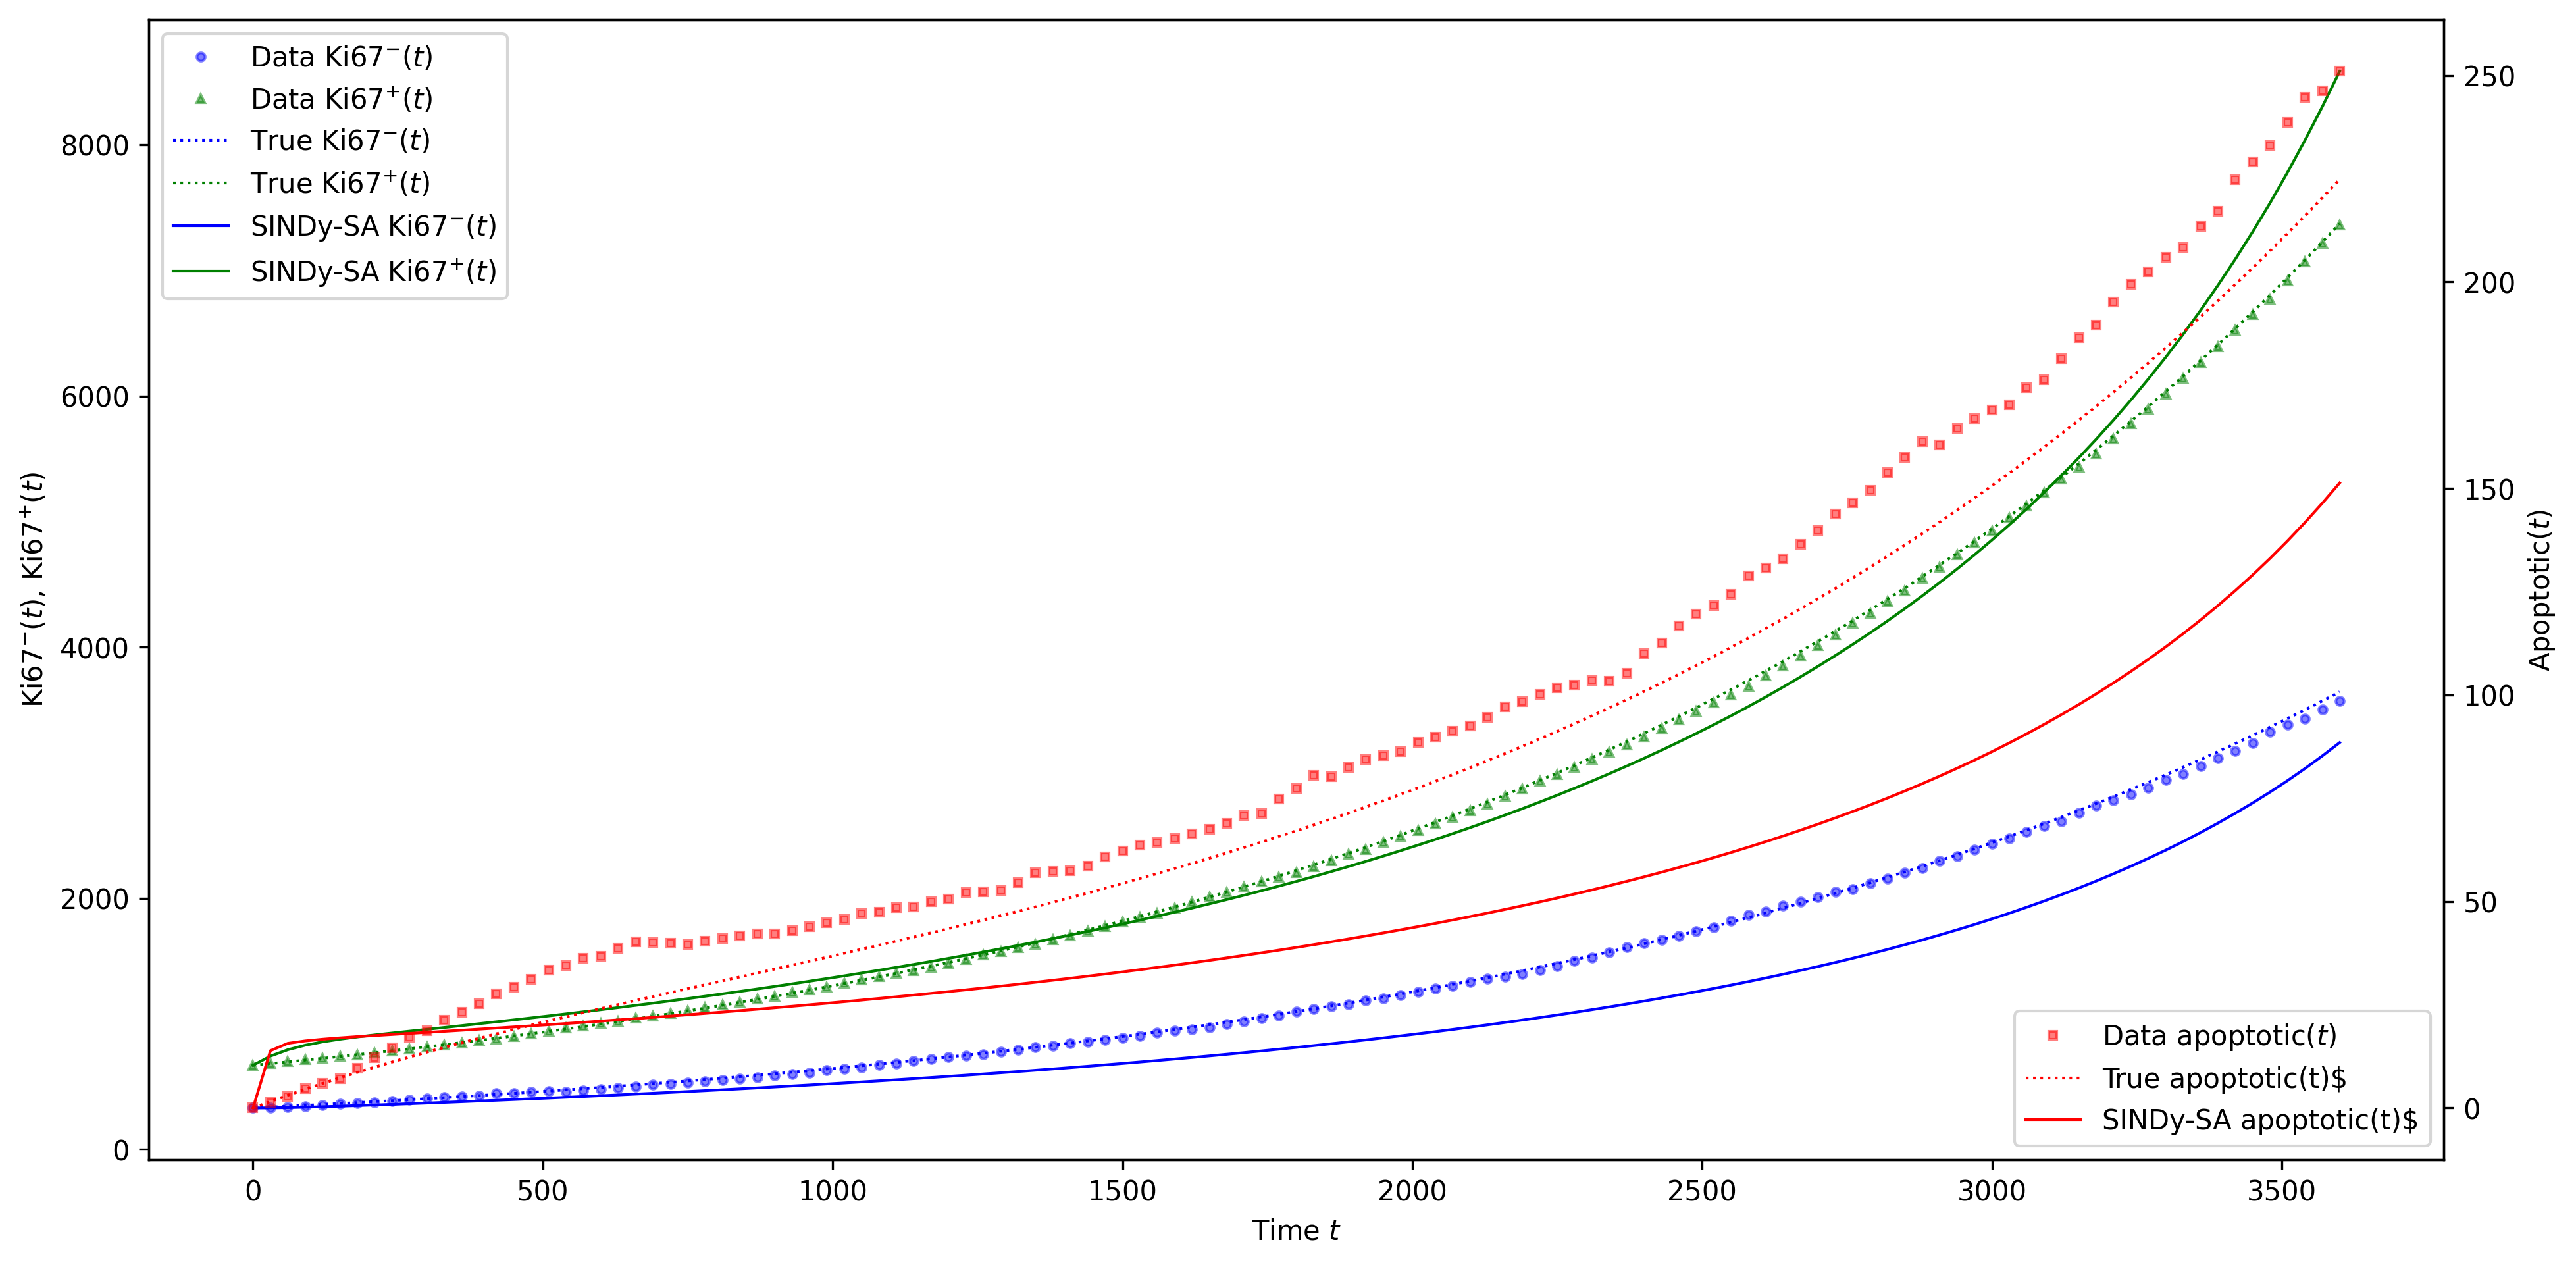 Data Ki67⁻(t)
Data Ki67⁺(t)
True Ki67⁻(t)
True Ki67⁺(t)
SINDy-SA Ki67⁻(t)
SINDy-SA Ki67⁺(t)
8000
6000
4000
2000
0
Ki67⁻(t), Ki67⁺(t)
250
200
150
100
50
0
Apoptotic(t)
Data apoptotic(t)
True apoptotic(t)$
SINDy-SA apoptotic(t)$
0 500 1000 1500 2000 2500 3000 3500
Time t